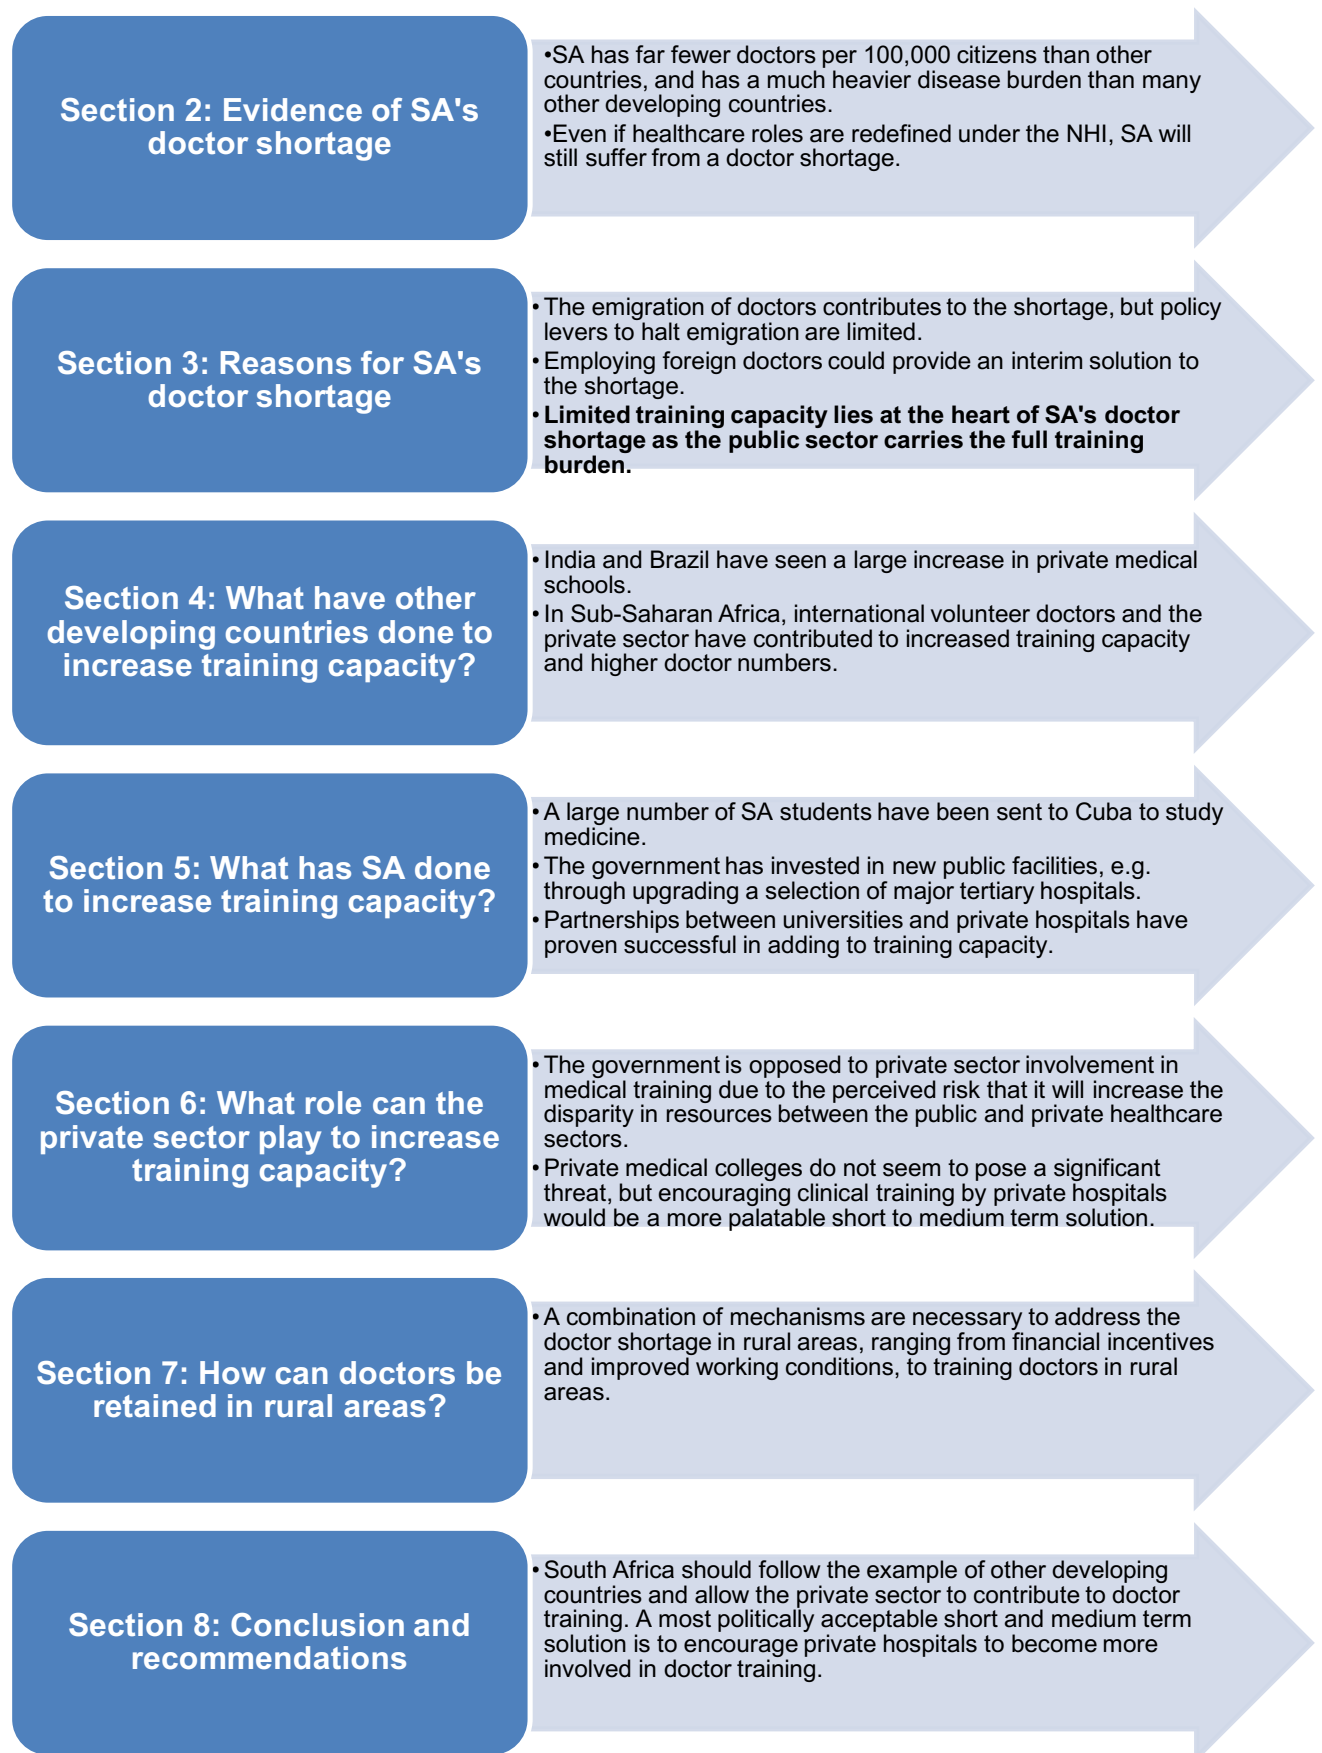 Section 2: Evidence of SA's
doctor shortage
•SA has far fewer doctors per 100,000 citizens than other
countries, and has a much heavier disease burden than many
other developing countries.
•Even if healthcare roles are redefined under the NHI, SA will
still suffer from a doctor shortage.
Section 3: Reasons for SA's
doctor shortage
• The emigration of doctors contributes to the shortage, but policy
levers to halt emigration are limited.
• Employing foreign doctors could provide an interim solution to
the shortage.
• Limited training capacity lies at the heart of SA's doctor
shortage as the public sector carries the full training
burden.
Section 4: What have other
developing countries done to
increase training capacity?
• India and Brazil have seen a large increase in private medical
schools.
• In Sub-Saharan Africa, international volunteer doctors and the
private sector have contributed to increased training capacity
and higher doctor numbers.
Section 5: What has SA done
to increase training capacity?
• A large number of SA students have been sent to Cuba to study
medicine.
• The government has invested in new public facilities, e.g.
through upgrading a selection of major tertiary hospitals.
• Partnerships between universities and private hospitals have
proven successful in adding to training capacity.
Section 6: What role can the
private sector play to increase
training capacity?
• The government is opposed to private sector involvement in
medical training due to the perceived risk that it will increase the
disparity in resources between the public and private healthcare
sectors.
• Private medical colleges do not seem to pose a significant
threat, but encouraging clinical training by private hospitals
would be a more palatable short to medium term solution.
Section 7: How can doctors be
retained in rural areas?
• A combination of mechanisms are necessary to address the
doctor shortage in rural areas, ranging from financial incentives
and improved working conditions, to training doctors in rural
areas.
Section 8: Conclusion and
recommendations
• South Africa should follow the example of other developing
countries and allow the private sector to contribute to doctor
training. A most politically acceptable short and medium term
solution is to encourage private hospitals to become more
involved in doctor training.